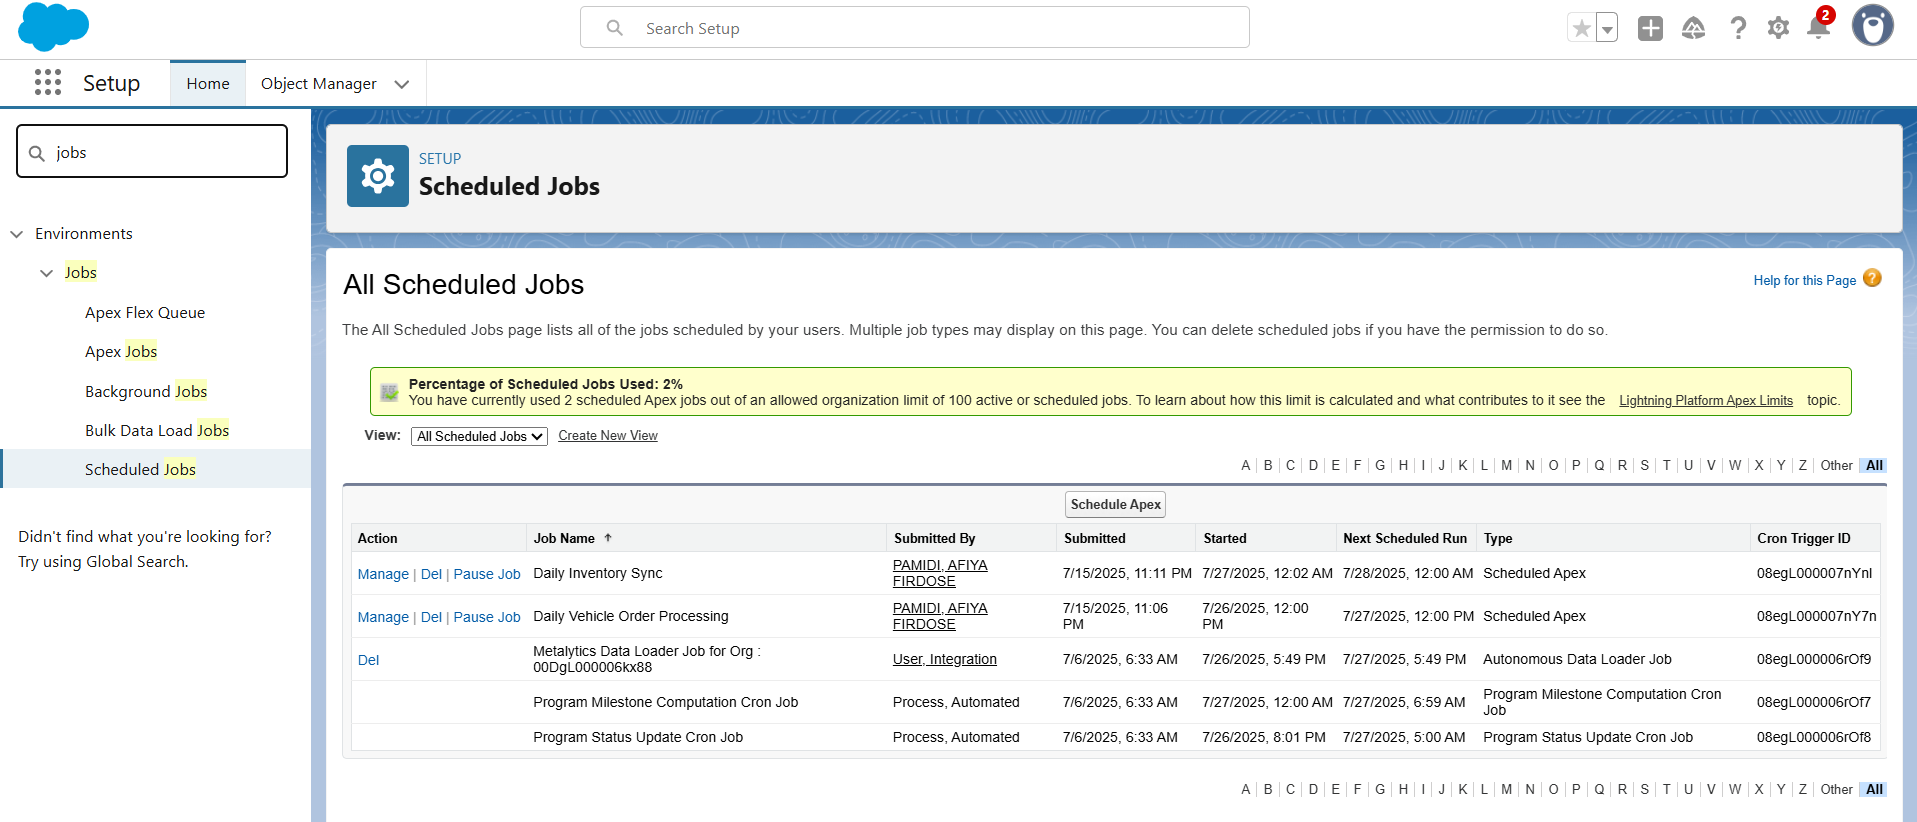 Search Setup
2
Setup
Home
Object Manager
jobs
Environments
Jobs
Apex Flex Queue
Apex Jobs
Background Jobs
Bulk Data Load Jobs
Scheduled Jobs
Didn't find what you're looking for?
Try using Global Search.
SETUP
Scheduled Jobs
All Scheduled Jobs
Help for this Page ?
The All Scheduled Jobs page lists all of the jobs scheduled by your users. Multiple job types may display on this page. You can delete scheduled jobs if you have the permission to do so.
Percentage of Scheduled Jobs Used: 2%
You have currently used 2 scheduled Apex jobs out of an allowed organization limit of 100 active or scheduled jobs. To learn about how this limit is calculated and what contributes to it see the Lightning Platform Apex Limits topic.
View: All Scheduled Jobs Create New View
A | B | C | D | E | F | G | H | I | J | K | L | M | N | O | P | Q | R | S | T | U | V | W | X | Y | Z | Other | All
Schedule Apex
Action Job Name ↑ Submitted By Submitted Started Next Scheduled Run Type Cron Trigger ID
Manage | Del | Pause Job Daily Inventory Sync PAMIDI, AFIYA FIRDOSE 7/15/2025, 11:11 PM 7/27/2025, 12:02 AM 7/28/2025, 12:00 AM Scheduled Apex 08egL000007nYnl
Manage | Del | Pause Job Daily Vehicle Order Processing PAMIDI, AFIYA FIRDOSE 7/15/2025, 11:06 PM 7/26/2025, 12:00 PM 7/27/2025, 12:00 PM Scheduled Apex 08egL000007nY7n
Del Metalytics Data Loader Job for Org : 00DgL000006kx88 User, Integration 7/6/2025, 6:33 AM 7/26/2025, 5:49 PM 7/27/2025, 5:49 PM Autonomous Data Loader Job 08egL000006rOf9
Program Milestone Computation Cron Job Process, Automated 7/6/2025, 6:33 AM 7/27/2025, 12:00 AM 7/27/2025, 6:59 AM Program Milestone Computation Cron Job 08egL000006rOf7
Program Status Update Cron Job Process, Automated 7/6/2025, 6:33 AM 7/26/2025, 8:01 PM 7/27/2025, 5:00 AM Program Status Update Cron Job 08egL000006rOf8
A | B | C | D | E | F | G | H | I | J | K | L | M | N | O | P | Q | R | S | T | U | V | W | X | Y | Z | Other | All